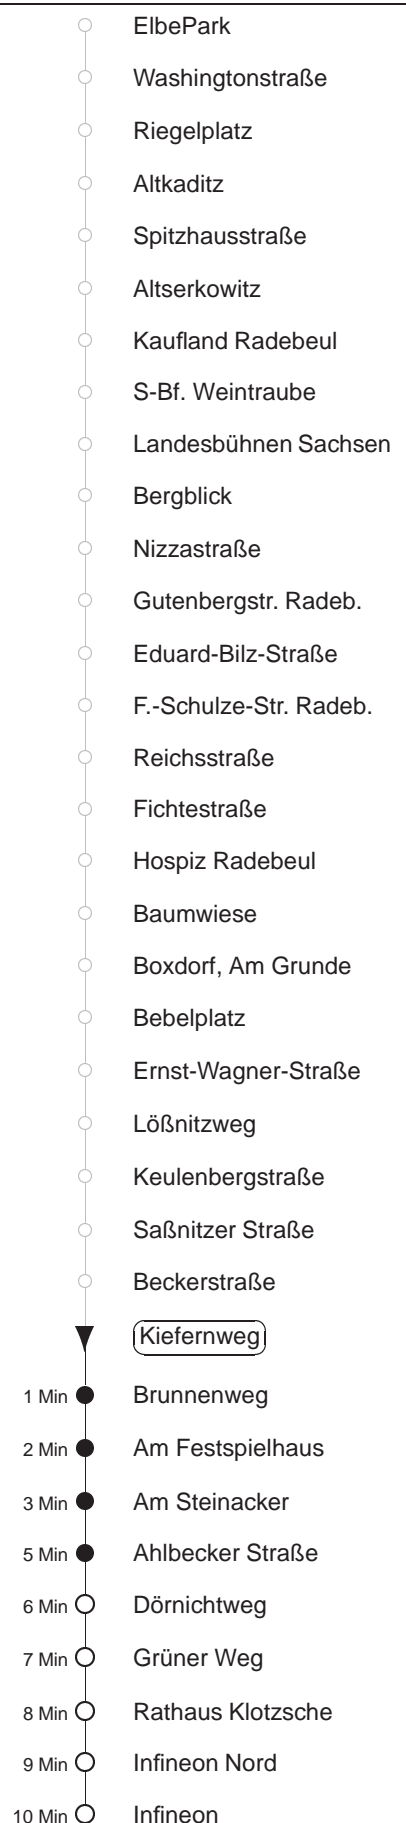 ElbePark
Washingtonstraße
Riegelplatz
Altkaditz
Spitzhausstraße
Altserkowitz
Kaufland Radebeul
S-Bf. Weintraube
Landesbühnen Sachsen
Bergblick
Nizzastraße
Gutenbergstr. Radeb.
Eduard-Bilz-Straße
F.-Schulze-Str. Radeb.
Reichsstraße
Fichtestraße
Hospiz Radebeul
Baumwiese
Boxdorf, Am Grunde
Bebelplatz
Ernst-Wagner-Straße
Lößnitzweg
Keulenbergstraße
Saßnitzer Straße
Beckerstraße
Kiefernweg
1 Min Brunnenweg
2 Min Am Festspielhaus
3 Min Am Steinacker
5 Min Ahlbecker Straße
6 Min Dörnichtweg
7 Min Grüner Weg
8 Min Rathaus Klotzsche
9 Min Infineon Nord
10 Min Infineon